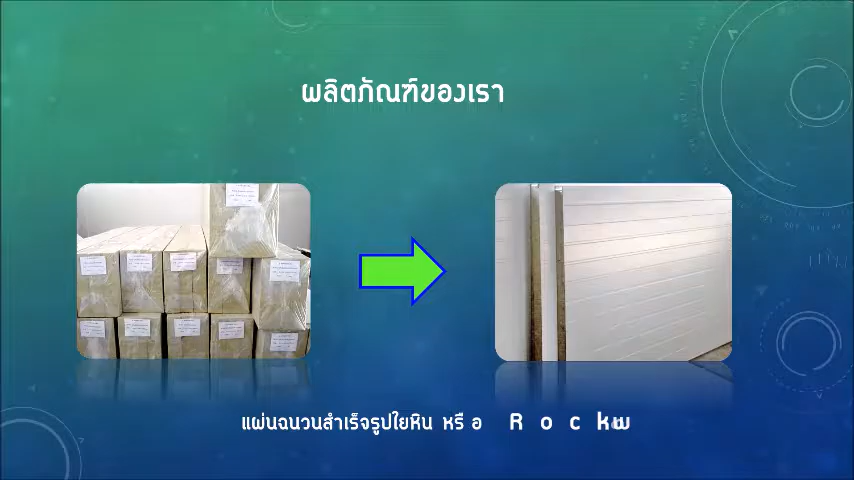 ผลิตภัณฑ์ของเรา
แผ่นฉนวนสำเร็จรูปใยหิน หรือ Rockw